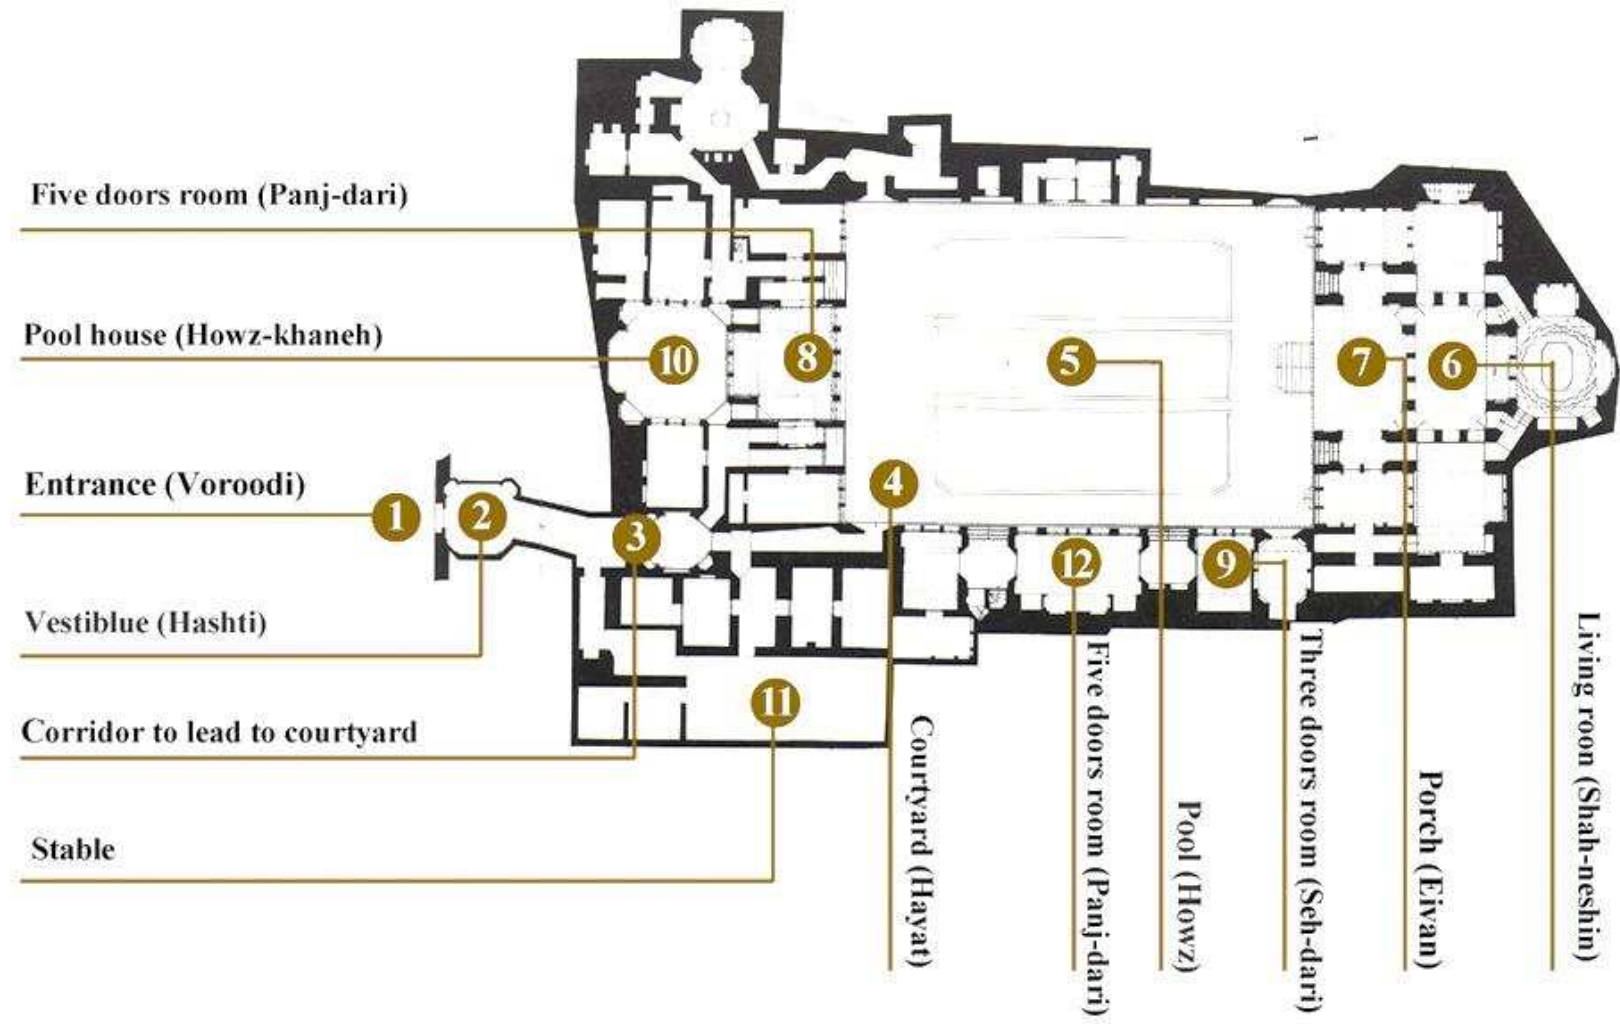 Five doors room (Panj-dari)
Pool house (Howz-khaneh)
10
8
5
7
6
Entrance (Voroodi)
1
2
3
4
12
9
Vestiblue (Hashti)
Corridor to lead to courtyard
11
Stable
Courtyard (Hayat)
Five doors room (Panj-dari)
Pool (Howz)
Three doors room (Seh-dari)
Porch (Eivan)
Living roon (Shah-neshin)